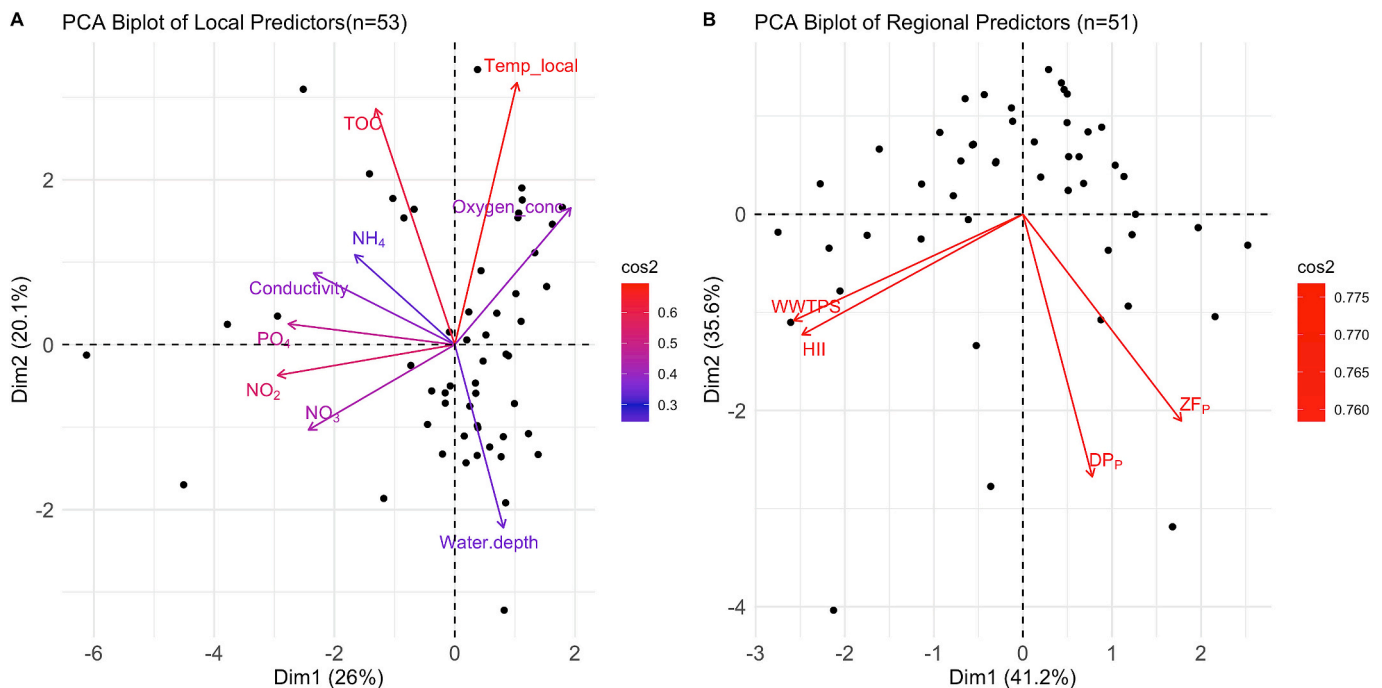 A
PCA Biplot of Local Predictors(n=53)
Temp_local
TOC
Oxygen_conc
NH₄
Conductivity
PO₄
NO₂
NO₃
Water.depth
2
0
-2
-6
-4
-2
0
2
Dim1 (26%)
Dim2 (20.1%)
cos2
0.6
0.5
0.4
0.3
B
PCA Biplot of Regional Predictors (n=51)
WWTPS
HII
ZFₚ
DPₚ
0
-2
-4
-3
-2
-1
0
1
2
Dim1 (41.2%)
Dim2 (35.6%)
cos2
0.775
0.770
0.765
0.760